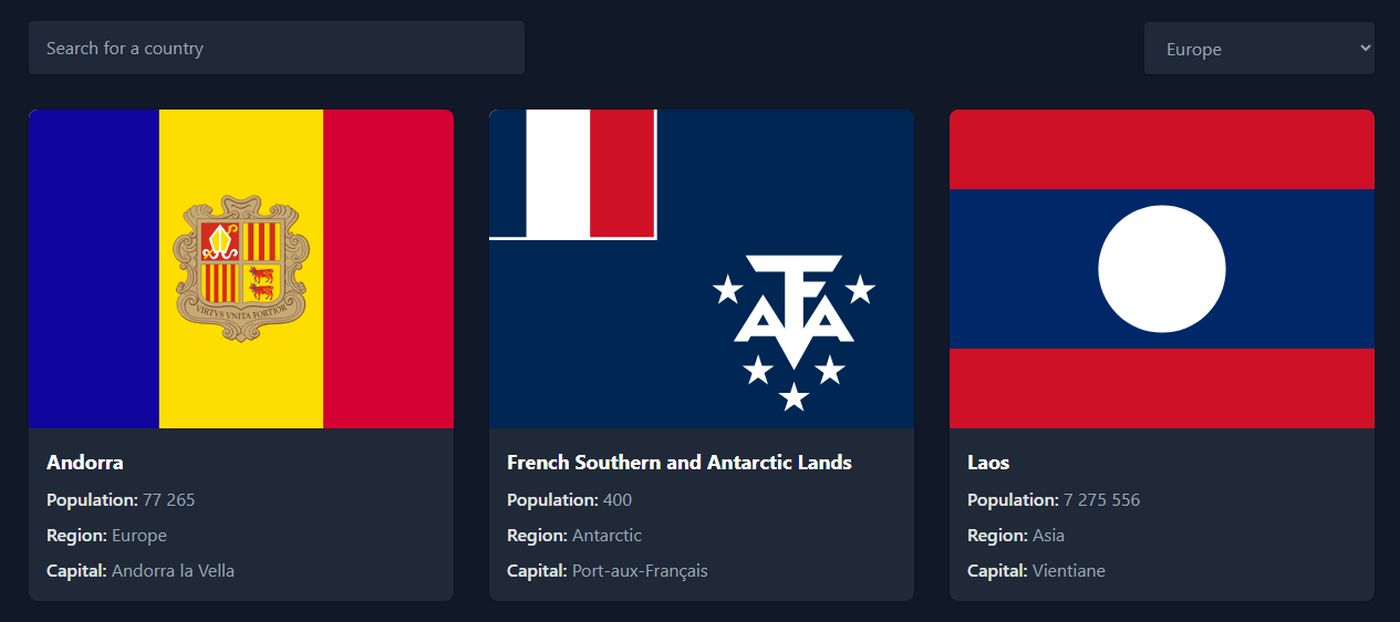 Search for a country
Europe
VIRTVS VNITA FORTIOR
TAFA
Andorra
Population: 77 265
Region: Europe
Capital: Andorra la Vella
French Southern and Antarctic Lands
Population: 400
Region: Antarctic
Capital: Port-aux-Français
Laos
Population: 7 275 556
Region: Asia
Capital: Vientiane